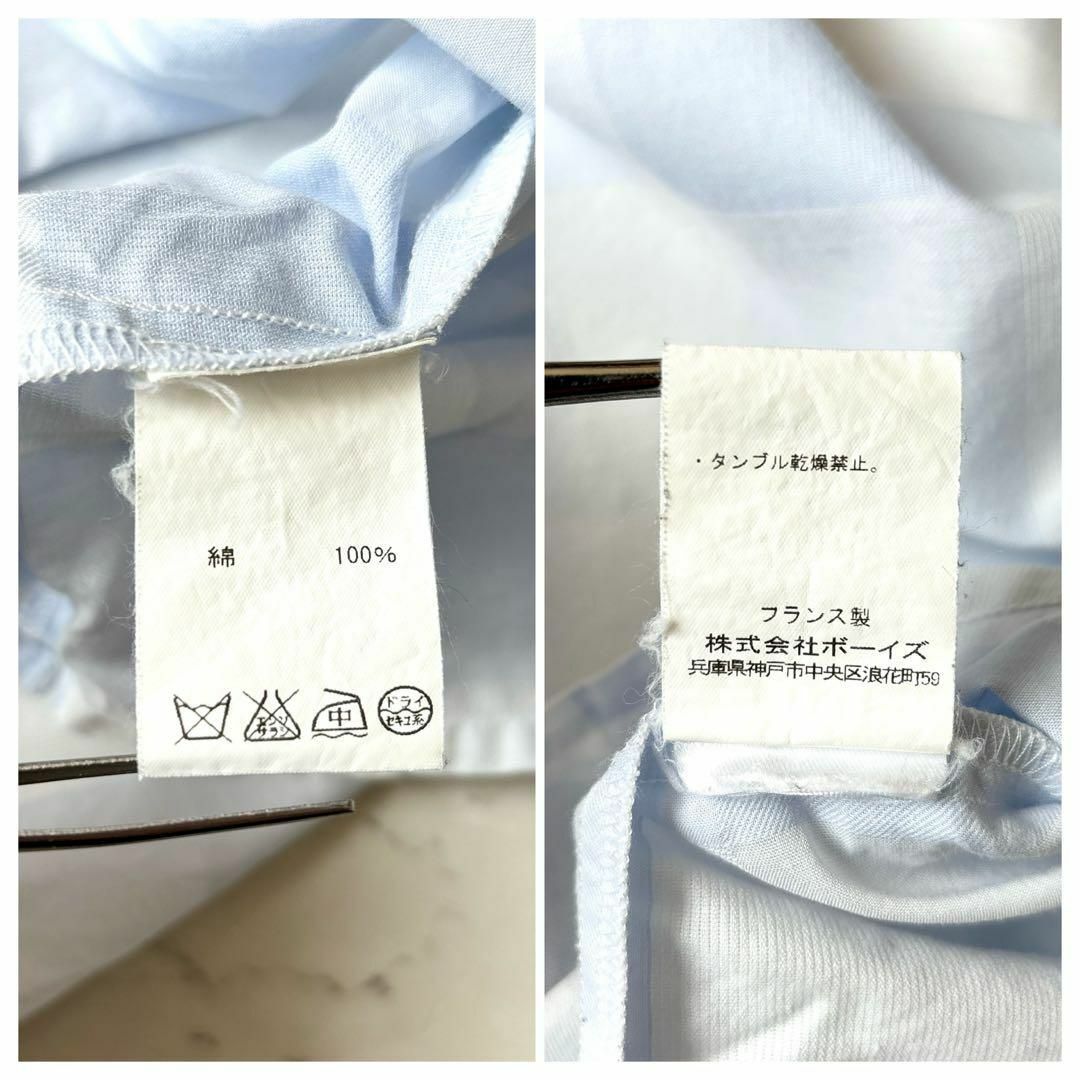 綿 100%
エンソ
サラシ
中
ドライ
セキユ系
・タンブル乾燥禁止。
フランス製
株式会社ボーイズ
兵庫県神戸市中央区浪花町59